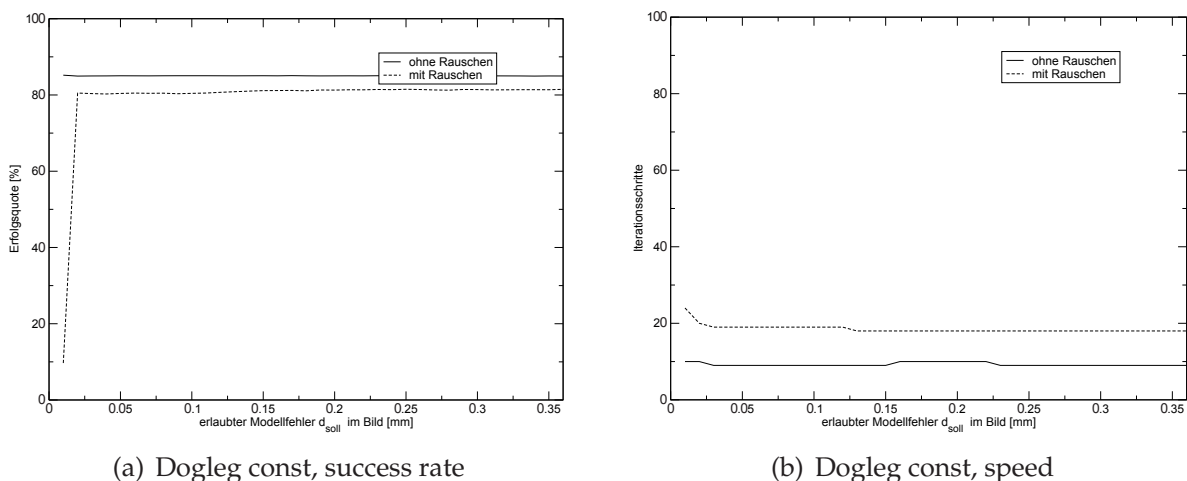 100
80
60
40
20
0
Erfolgsquote [%]
ohne Rauschen
mit Rauschen
0 0.05 0.1 0.15 0.2 0.25 0.3 0.35
erlaubter Modellfehler d_soll im Bild [mm]
(a) Dogleg const, success rate
100
80
60
40
20
0
Iterationsschritte
ohne Rauschen
mit Rauschen
0 0.05 0.1 0.15 0.2 0.25 0.3 0.35
erlaubter Modellfehler d_soll im Bild [mm]
(b) Dogleg const, speed